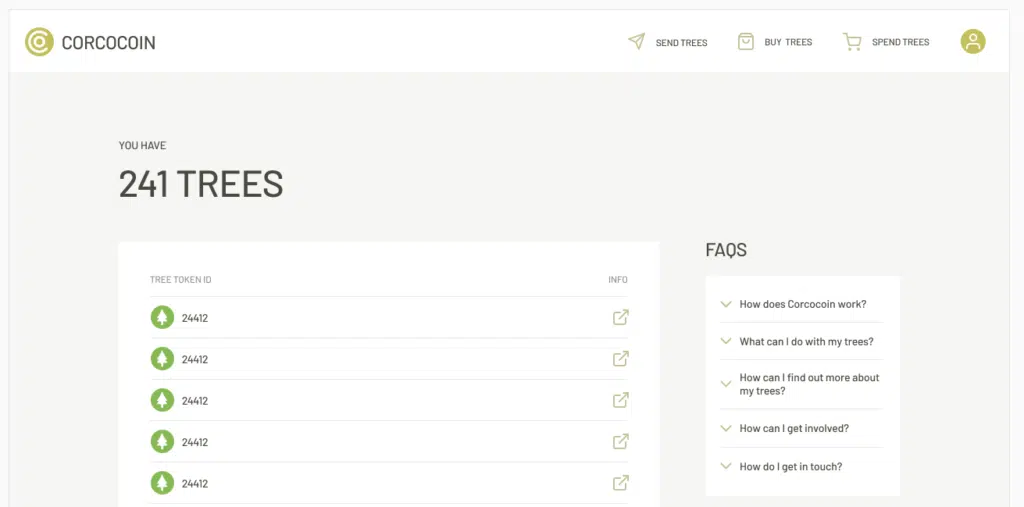 CORCOCOIN
SEND TREES
BUY TREES
SPEND TREES
YOU HAVE
241 TREES
TREE TOKEN ID
INFO
24412
24412
24412
24412
24412
FAQS
How does Corcocoin work?
What can I do with my trees?
How can I find out more about
my trees?
How can I get involved?
How do I get in touch?